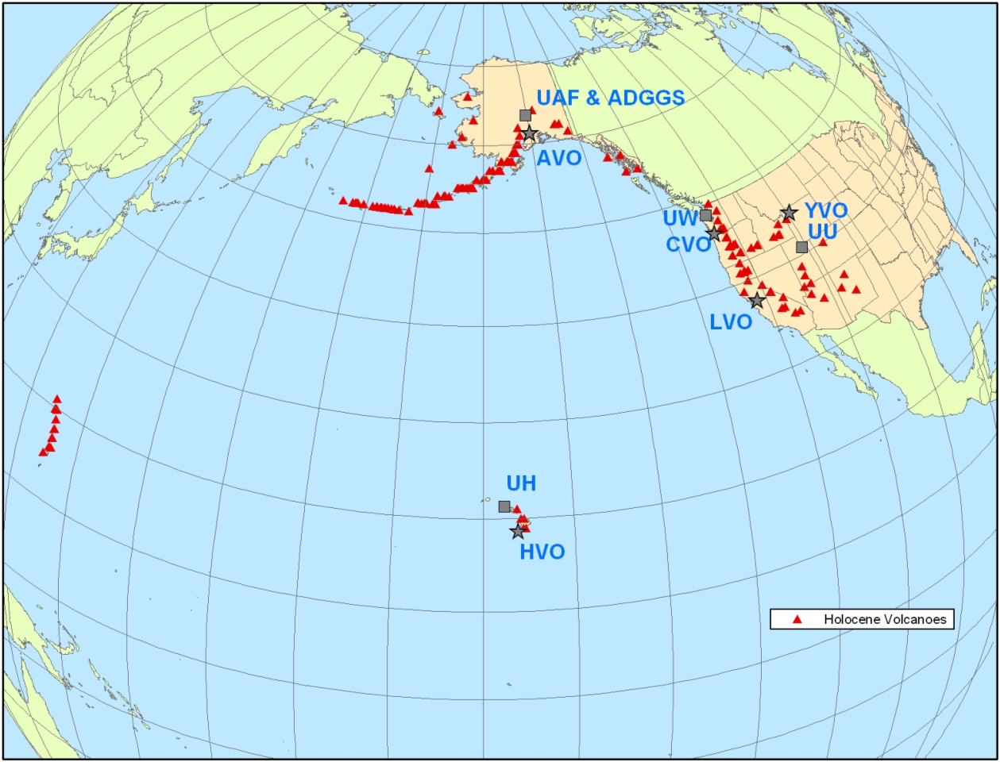 UAF & ADGGS
AVO
UW
CVO
YVO
UU
LVO
UH
HVO
Holocene Volcanoes